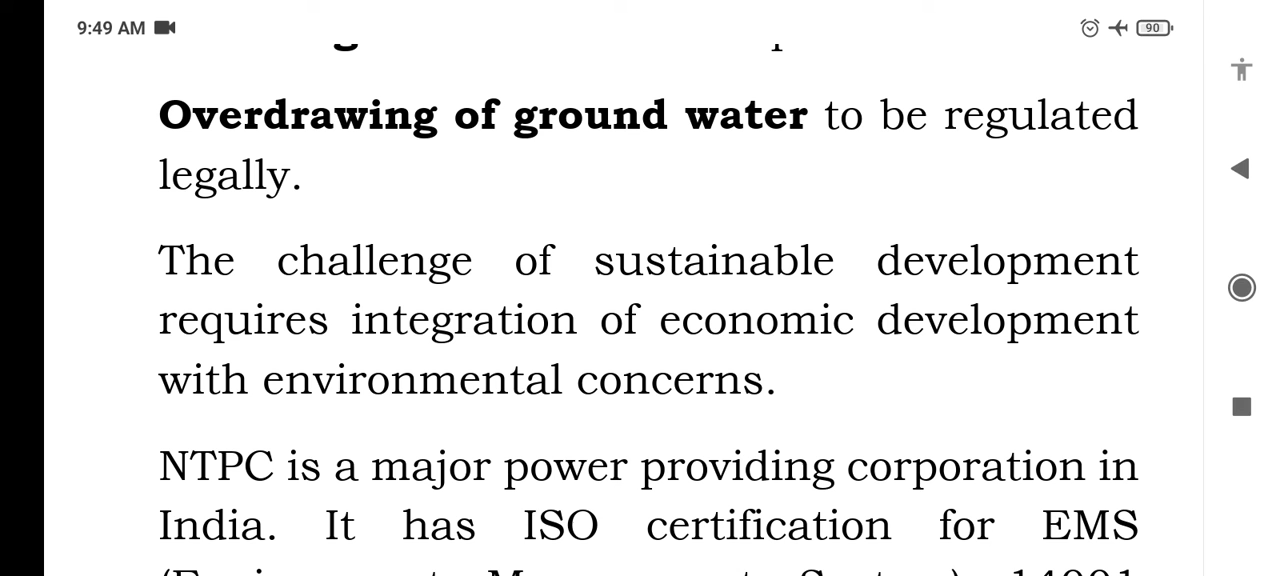 9:49 AM
90
Overdrawing of ground water to be regulated
legally.
The challenge of sustainable development
requires integration of economic development
with environmental concerns.
NTPC is a major power providing corporation in
India. It has ISO certification for EMS